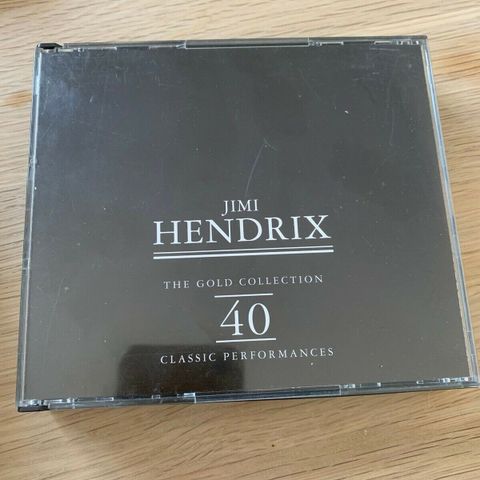 JIMI
HENDRIX
THE GOLD COLLECTION
40
CLASSIC PERFORMANCES